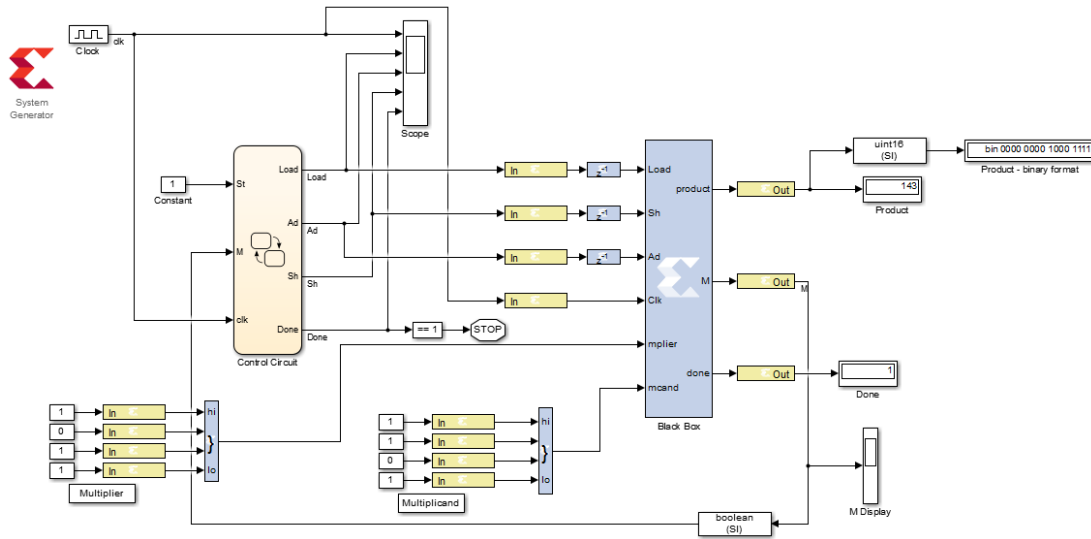 Clock
clk
System
Generator
Scope
1
Constant
St
M
clk
Load
Ad
Sh
Done
Load
Ad
Sh
Done
Control Circuit
== 1
STOP
In
z⁻¹
In
z⁻¹
In
z⁻¹
In
Load
Sh
Ad
Clk
mplier
mcand
product
M
done
Black Box
Out
Out
M
Out
uint16
(SI)
bin 0000 0000 1000 1111
Product - binary format
143
Product
1
Done
M Display
boolean
(SI)
1
In
0
In
1
In
1
In
hi
}
lo
Multiplier
1
In
1
In
0
In
1
In
hi
}
lo
Multiplicand